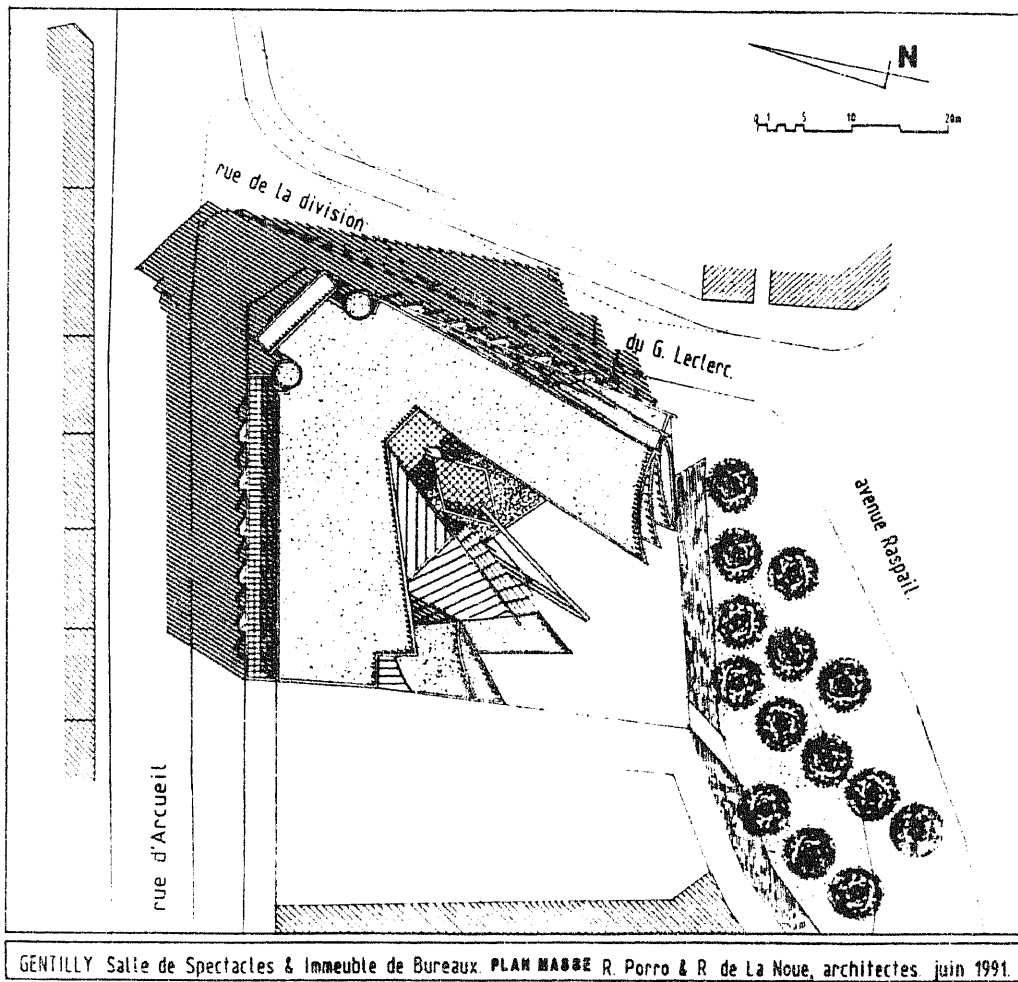 N
0 1 5 10 20m
rue de la division
du G. Leclerc.
avenue Raspail
rue d'Arcueil
GENTILLY Salle de Spectacles & Immeuble de Bureaux. PLAN MASSE R. Porro & R de La Noue, architectes. juin 1991.